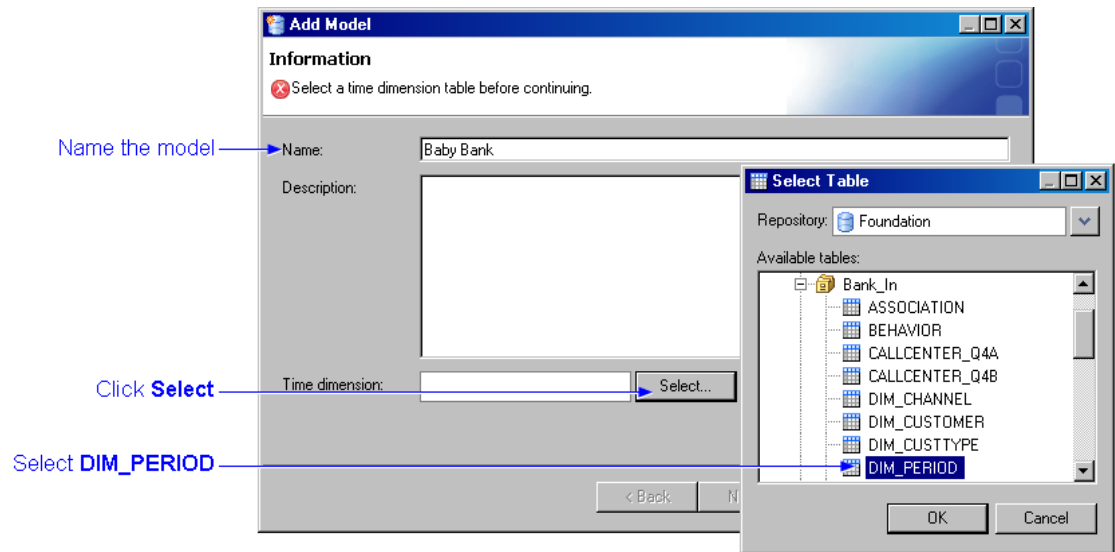 Add Model
Information
Select a time dimension table before continuing.
Name the model
Name:
Baby Bank
Description:
Select Table
Repository:
Foundation
Available tables:
Bank_In
ASSOCIATION
BEHAVIOR
CALLCENTER_Q4A
CALLCENTER_Q4B
DIM_CHANNEL
DIM_CUSTOMER
DIM_CUSTTYPE
DIM_PERIOD
Click Select
Time dimension:
Select...
Select DIM_PERIOD
< Back
OK
Cancel